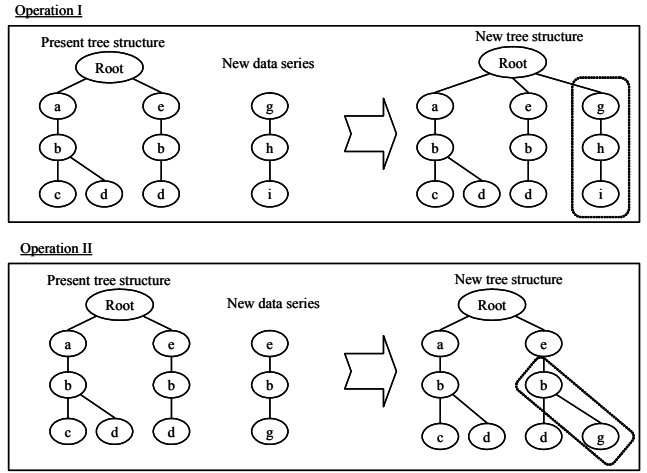 Operation I
Present tree structure
New data series
New tree structure
Root
Root
a
e
g
a
e
g
b
b
h
b
b
h
c
d
d
i
c
d
d
i
Operation II
Present tree structure
New data series
New tree structure
Root
Root
a
e
e
a
e
b
b
b
b
b
c
d
d
g
c
d
d
g